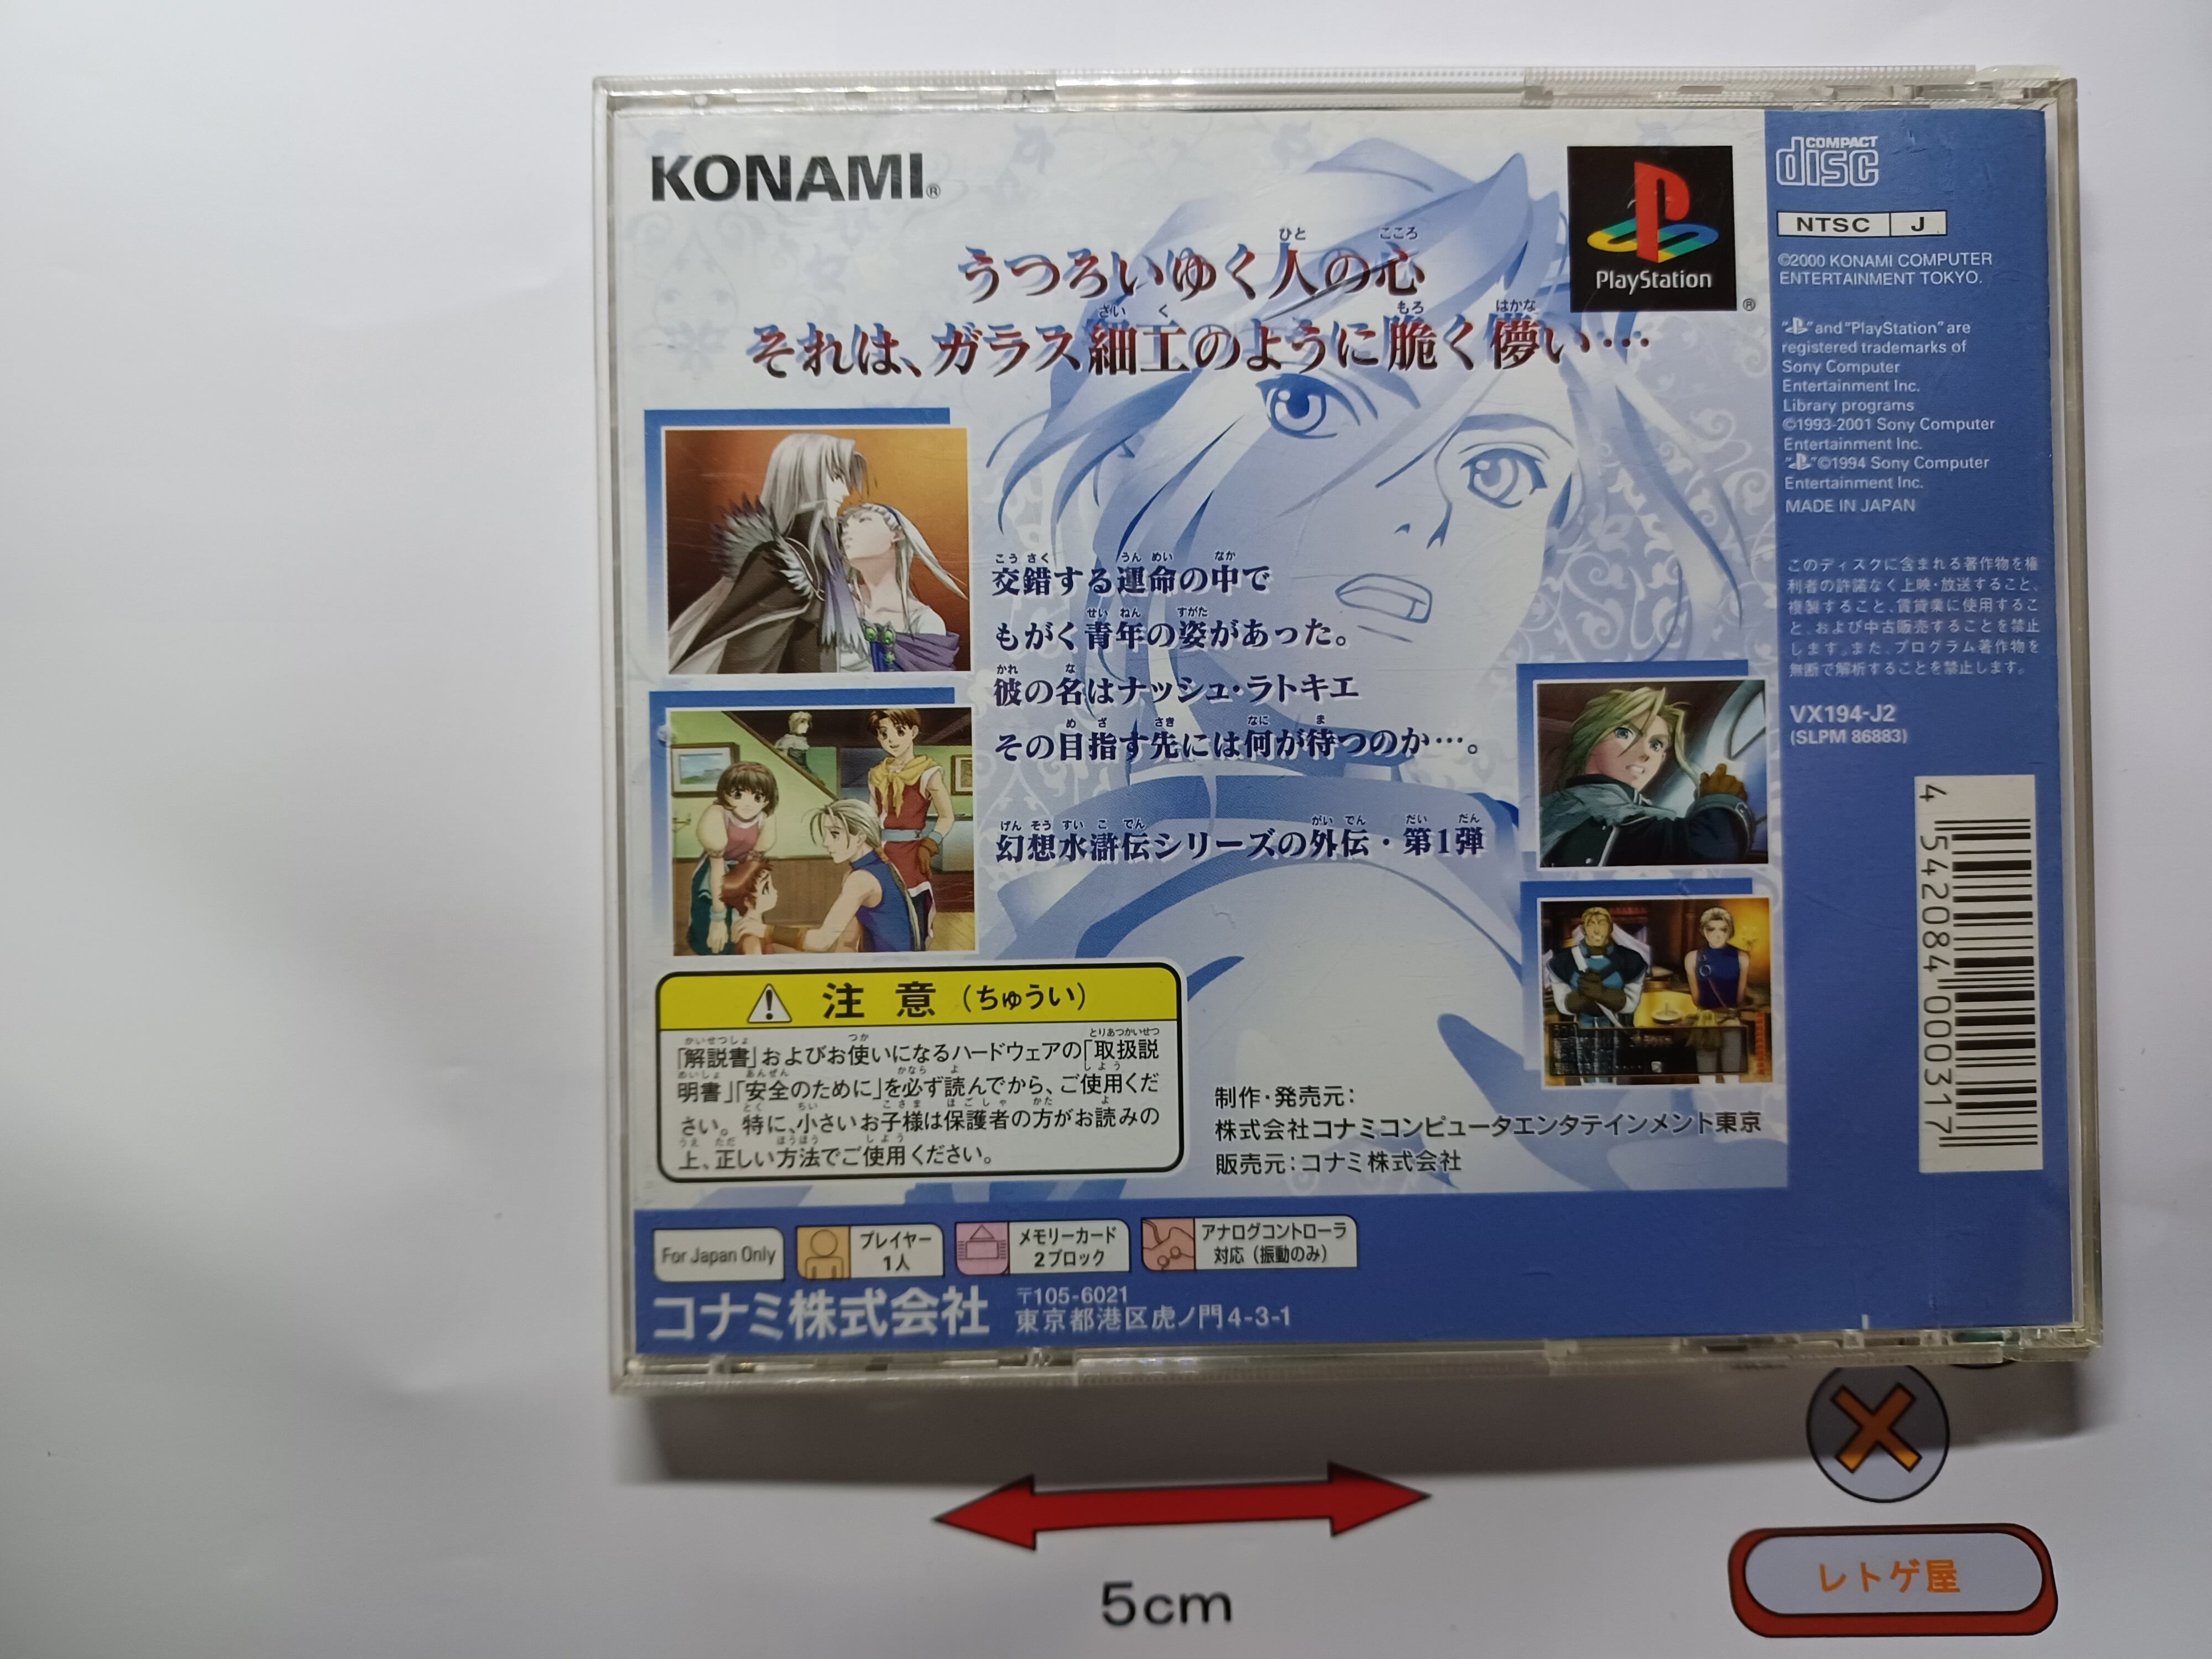 KONAMI®
うつろいゆく人の心
それは、ガラス細工のように脆く儚い…
PlayStation®
交錯する運命の中で
もがく青年の姿があった。
彼の名はナッシュ・ラトキエ
その目指す先には何が待つのか…。
幻想水滸伝シリーズの外伝・第1弾
注意（ちゅうい）
「解説書」およびお使いになるハードウェアの「取扱説
明書」「安全のために」を必ず読んでから、ご使用くだ
さい。特に、小さいお子様は保護者の方がお読みの
上、正しい方法でご使用ください。
制作・発売元：
株式会社コナミコンピュータエンタテインメント東京
販売元：コナミ株式会社
For Japan Only
プレイヤー
1人
メモリーカード
2ブロック
アナログコントローラ
対応（振動のみ）
コナミ株式会社
〒105-6021
東京都港区虎ノ門4-3-1
COMPACT
disc
NTSC J
©2000 KONAMI COMPUTER
ENTERTAINMENT TOKYO.
" "and "PlayStation" are
registered trademarks of
Sony Computer
Entertainment Inc.
Library programs
©1993-2001 Sony Computer
Entertainment Inc.
" "©1994 Sony Computer
Entertainment Inc.
MADE IN JAPAN
このディスクに含まれる著作物を権
利者の許諾なく上映・放送すること、
複製すること、賃貸業に使用するこ
と、および中古販売することを禁止
します。また、プログラム著作物を
無断で解析することを禁止します。
VX194-J2
(SLPM 86883)
4 542084 000317
5cm
レトゲ屋